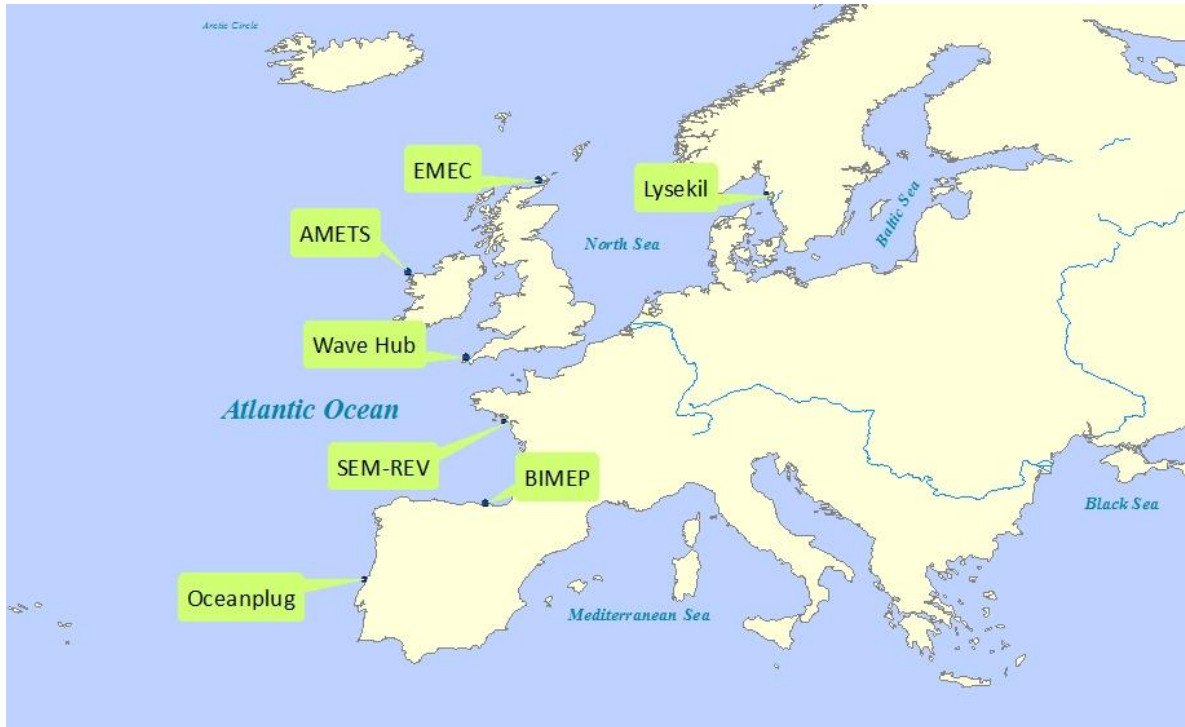 Arctic Circle
EMEC
Lysekil
AMETS
North Sea
Baltic Sea
Wave Hub
Atlantic Ocean
SEM-REV
BIMEP
Black Sea
Oceanplug
Mediterranean Sea